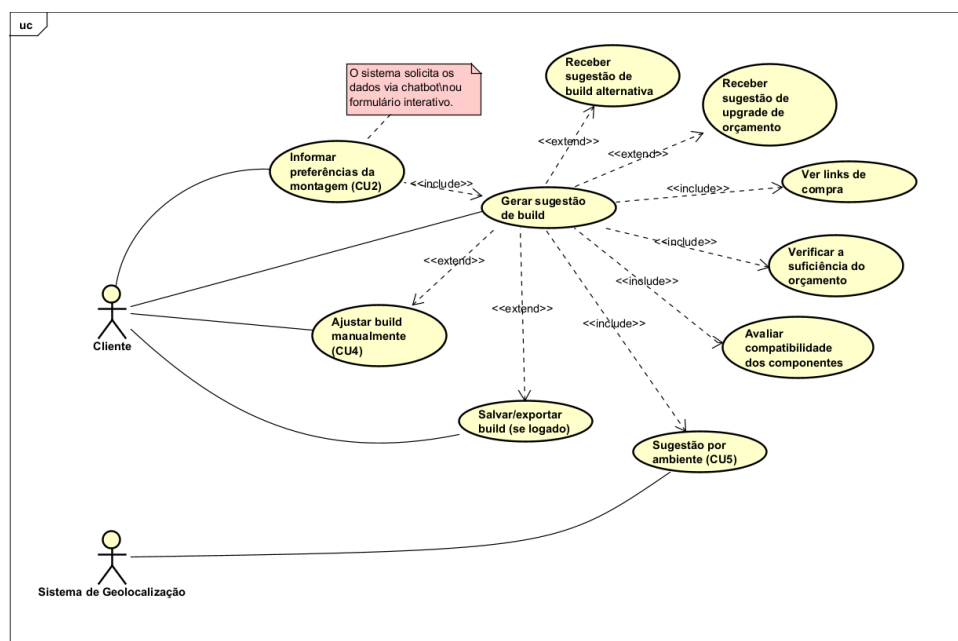 uc
O sistema solicita os
dados via chatbot\nou
formulário interativo.
Receber
sugestão de
build alternativa
Receber
sugestão de
upgrade de
orçamento
<<extend>>
<<extend>>
Informar
preferências da
montagem (CU2)
<<include>>
Gerar sugestão
de build
<<include>>
Ver links de
compra
<<include>>
Verificar a
suficiência do
orçamento
<<extend>>
<<include>>
<<extend>>
<<include>>
Cliente
Ajustar build
manualmente
(CU4)
Avaliar
compatibilidade
dos componentes
Salvar/exportar
build (se logado)
Sugestão por
ambiente (CU5)
Sistema de Geolocalização